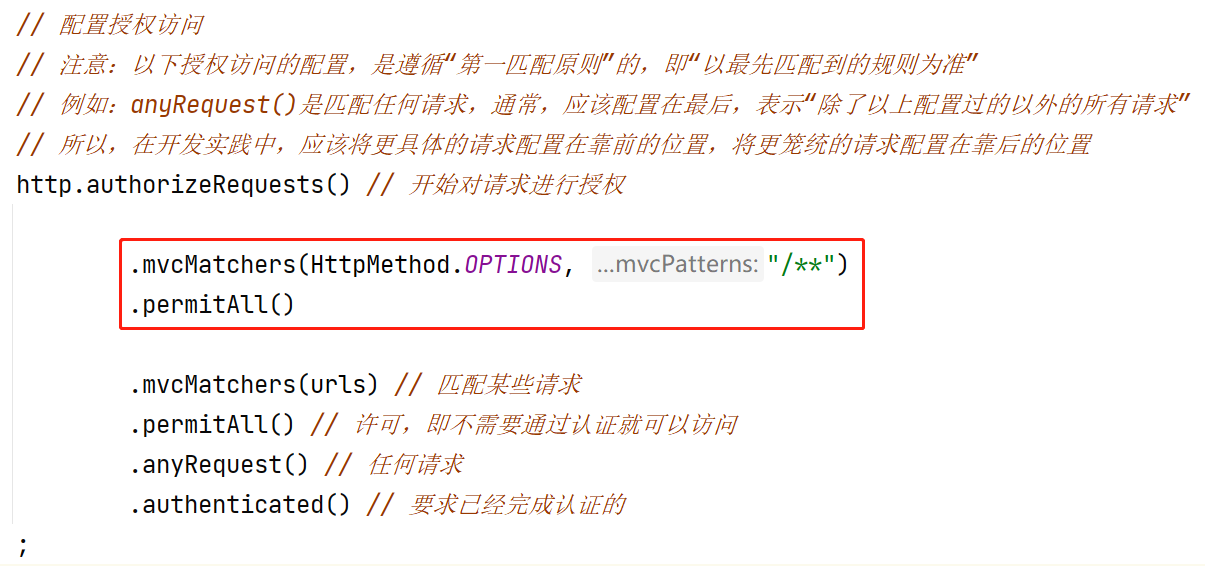 // 配置授权访问
// 注意：以下授权访问的配置，是遵循“第一匹配原则”的，即“以最先匹配到的规则为准”
// 例如：anyRequest()是匹配任何请求，通常，应该配置在最后，表示“除了以上配置过的以外的所有请求”
// 所以，在开发实践中，应该将更具体的请求配置在靠前的位置，将更笼统的请求配置在靠后的位置
http.authorizeRequests() // 开始对请求进行授权
.mvcMatchers(HttpMethod.OPTIONS, ...mvcPatterns: "/**")
.permitAll()
.mvcMatchers(urls) // 匹配某些请求
.permitAll() // 许可，即不需要通过认证就可以访问
.anyRequest() // 任何请求
.authenticated() // 要求已经完成认证的
;